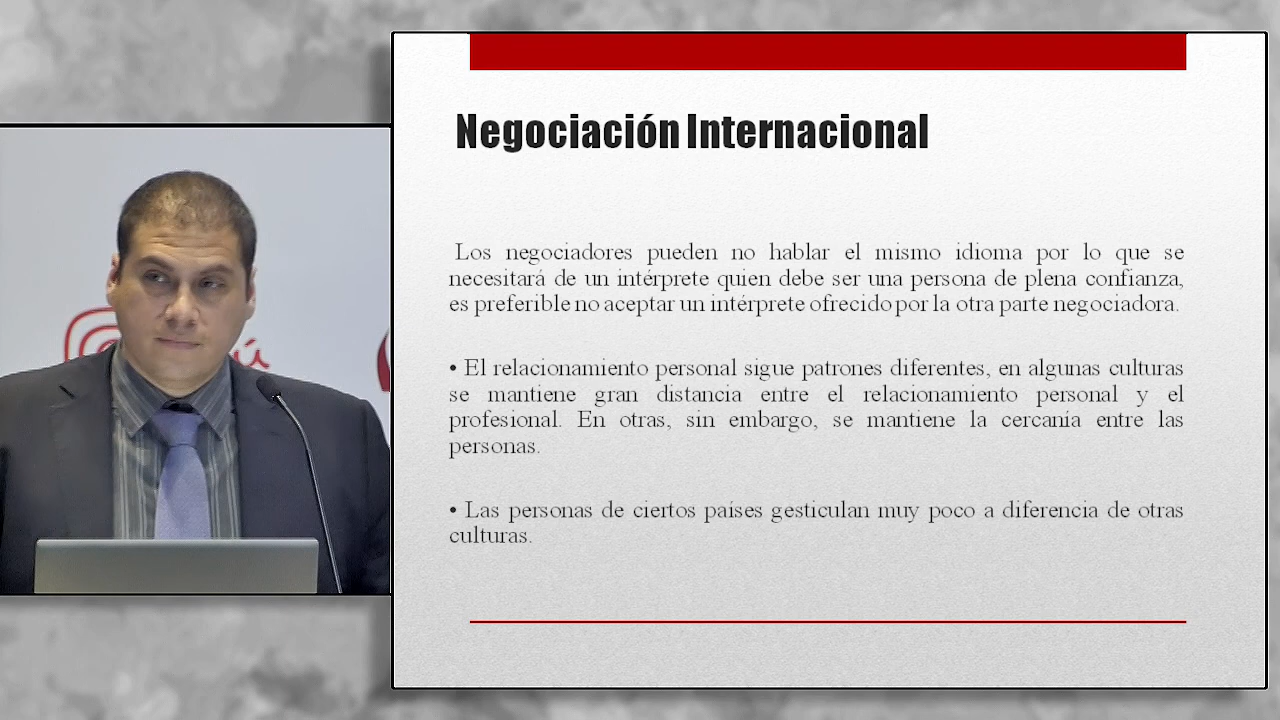 Negociación Internacional
Los negociadores pueden no hablar el mismo idioma por lo que se
necesitará de un intérprete quien debe ser una persona de plena confianza,
es preferible no aceptar un intérprete ofrecido por la otra parte negociadora.
• El relacionamiento personal sigue patrones diferentes, en algunas culturas
se mantiene gran distancia entre el relacionamiento personal y el
profesional. En otras, sin embargo, se mantiene la cercanía entre las
personas.
• Las personas de ciertos países gesticulan muy poco a diferencia de otras
culturas.